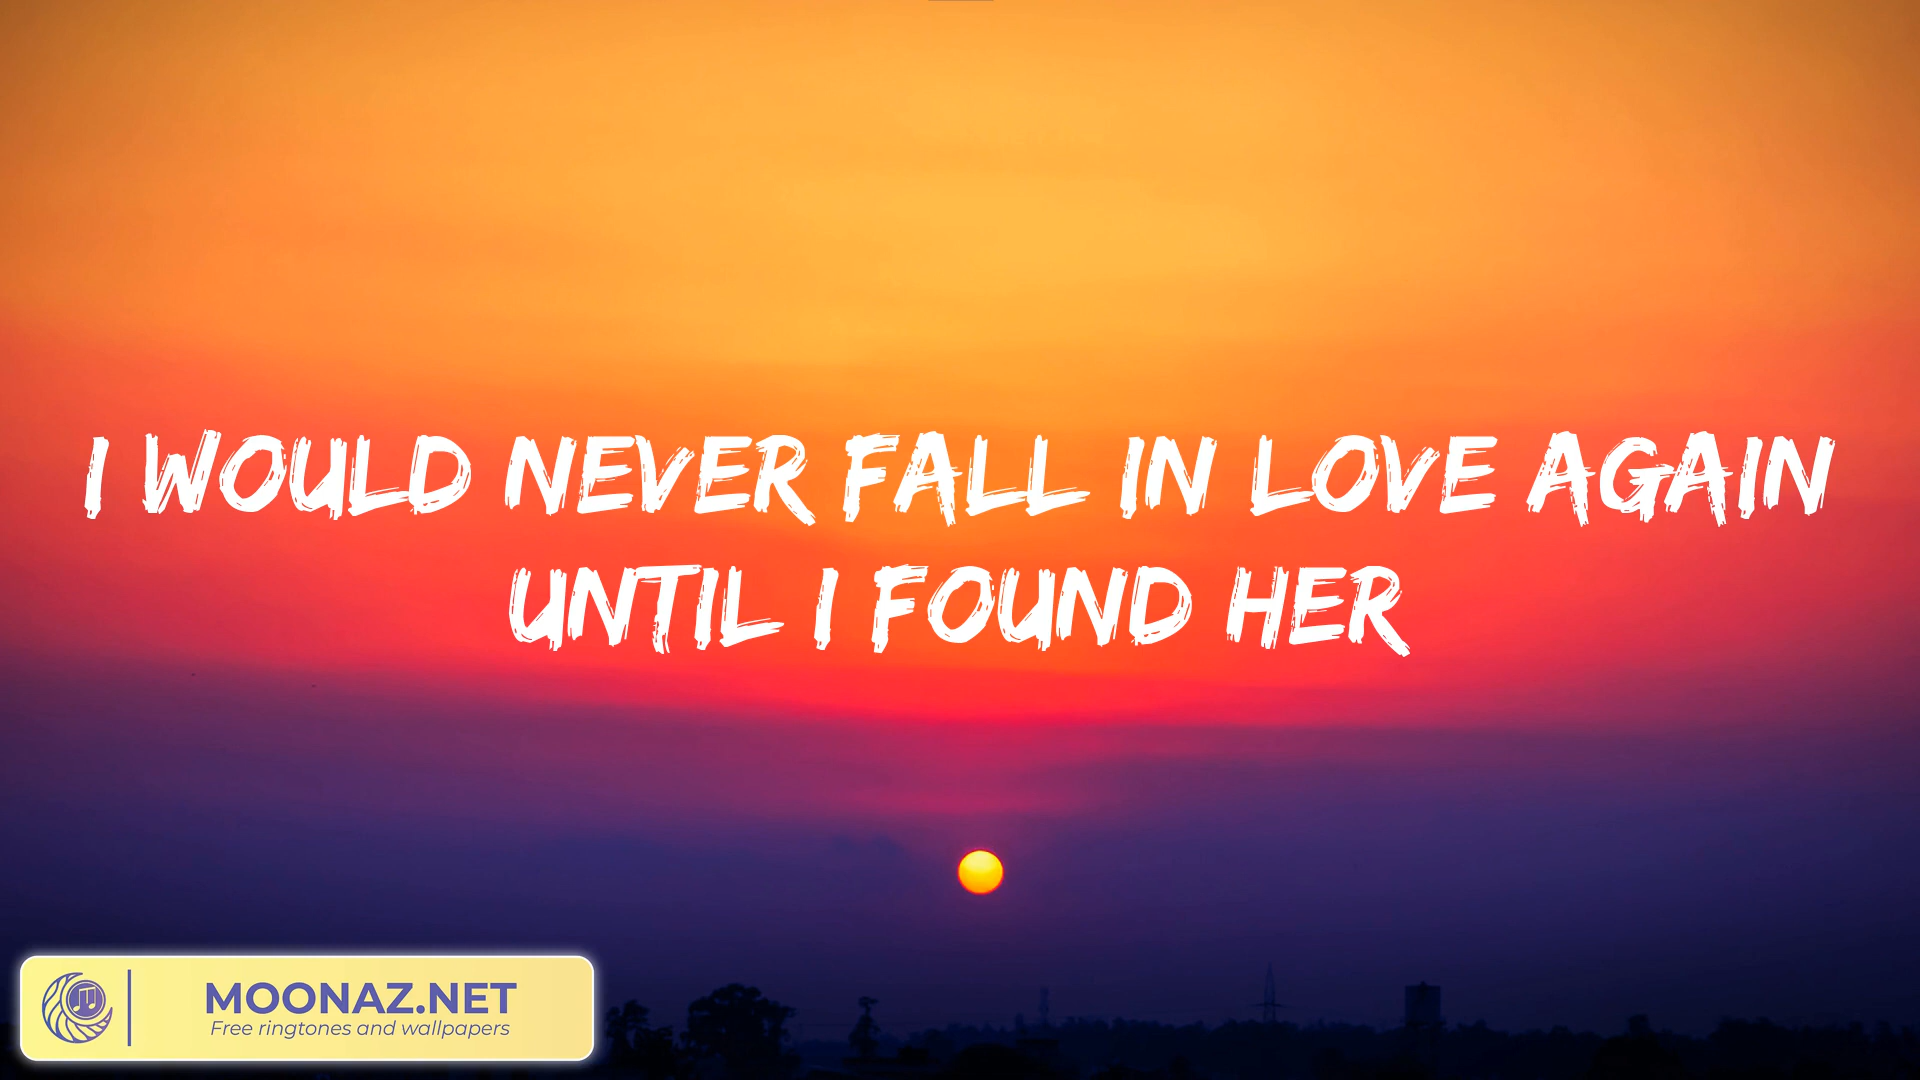 I WOULD NEVER FALL IN LOVE AGAIN
UNTIL I FOUND HER
MOONAZ.NET
Free ringtones and wallpapers